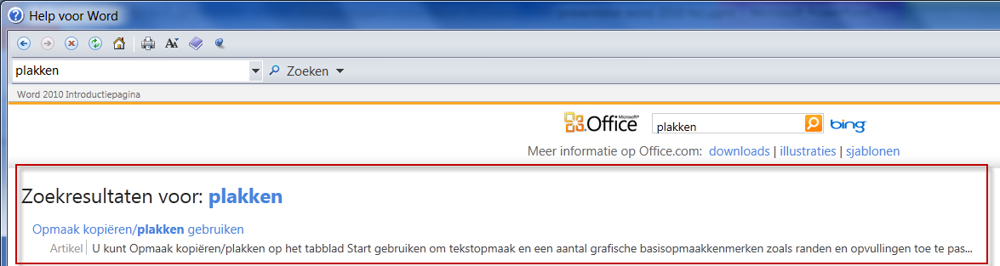 Help voor Word
plakken
Zoeken
Word 2010 Introductiepagina
Microsoft®
Office
plakken
bing
Meer informatie op Office.com: downloads | illustraties | sjablonen
Zoekresultaten voor: plakken
Opmaak kopiëren/plakken gebruiken
Artikel | U kunt Opmaak kopiëren/plakken op het tabblad Start gebruiken om tekstopmaak en een aantal grafische basisopmaakkenmerken zoals randen en opvullingen toe te pas...